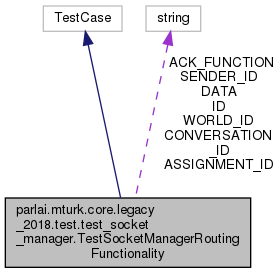 TestCase
string
ACK_FUNCTION
SENDER_ID
DATA
ID
WORLD_ID
CONVERSATION
_ID
ASSIGNMENT_ID
parlai.mturk.core.legacy
_2018.test.test_socket
_manager.TestSocketManagerRouting
Functionality